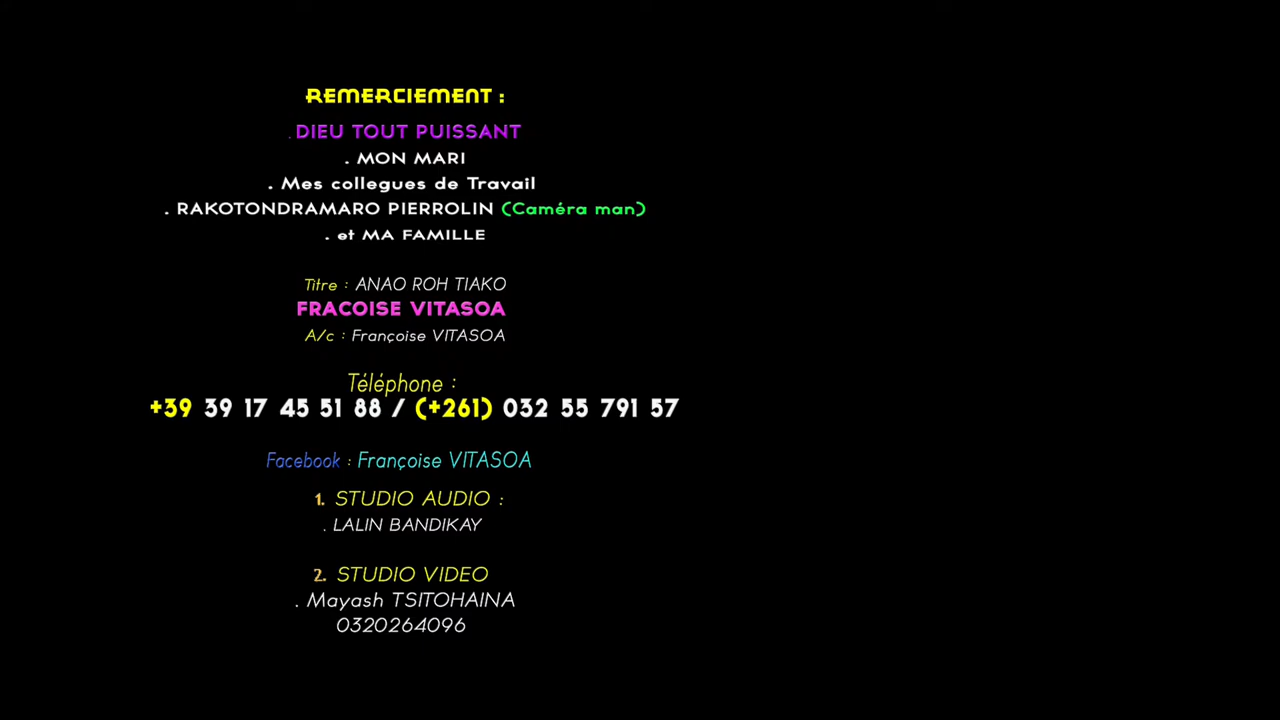 REMERCIEMENT :
. DIEU TOUT PUISSANT
. MON MARI
. Mes collegues de Travail
. RAKOTONDRAMARO PIERROLIN (Caméra man)
. et MA FAMILLE
Titre : ANAO ROH TIAKO
FRACOISE VITASOA
A/c : Françoise VITASOA
Téléphone :
+39 39 17 45 51 88 / (+261) 032 55 791 57
Facebook : Françoise VITASOA
1. STUDIO AUDIO :
. LALIN BANDIKAY
2. STUDIO VIDEO
. Mayash TSITOHAINA
0320264096